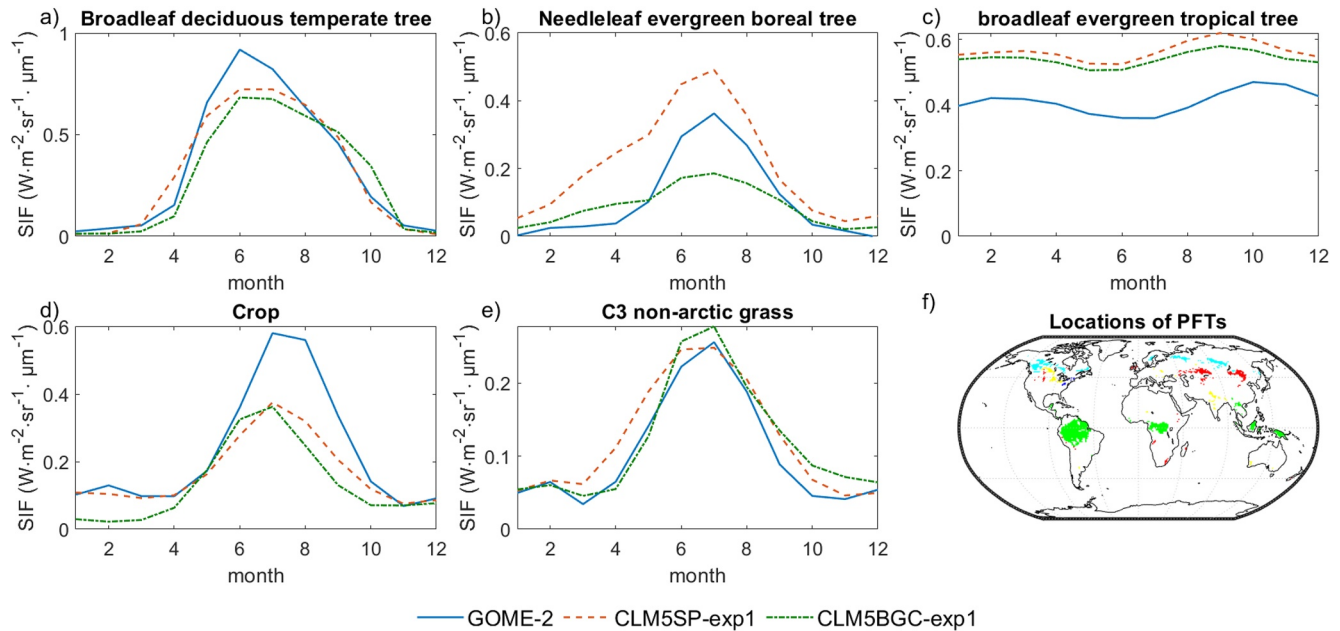 a) Broadleaf deciduous temperate tree
SIF (W·m⁻²·sr⁻¹· µm⁻¹)
1
0.5
0
2 4 6 8 10 12
month
b) Needleleaf evergreen boreal tree
SIF (W·m⁻²·sr⁻¹· µm⁻¹)
0.6
0.4
0.2
0
2 4 6 8 10 12
month
c) broadleaf evergreen tropical tree
SIF (W·m⁻²·sr⁻¹· µm⁻¹)
0.6
0.4
0.2
0
2 4 6 8 10 12
month
d) Crop
SIF (W·m⁻²·sr⁻¹· µm⁻¹)
0.6
0.4
0.2
0
2 4 6 8 10 12
month
e) C3 non-arctic grass
SIF (W·m⁻²·sr⁻¹· µm⁻¹)
0.2
0.1
0
2 4 6 8 10 12
month
f)
Locations of PFTs
GOME-2 CLM5SP-exp1 CLM5BGC-exp1